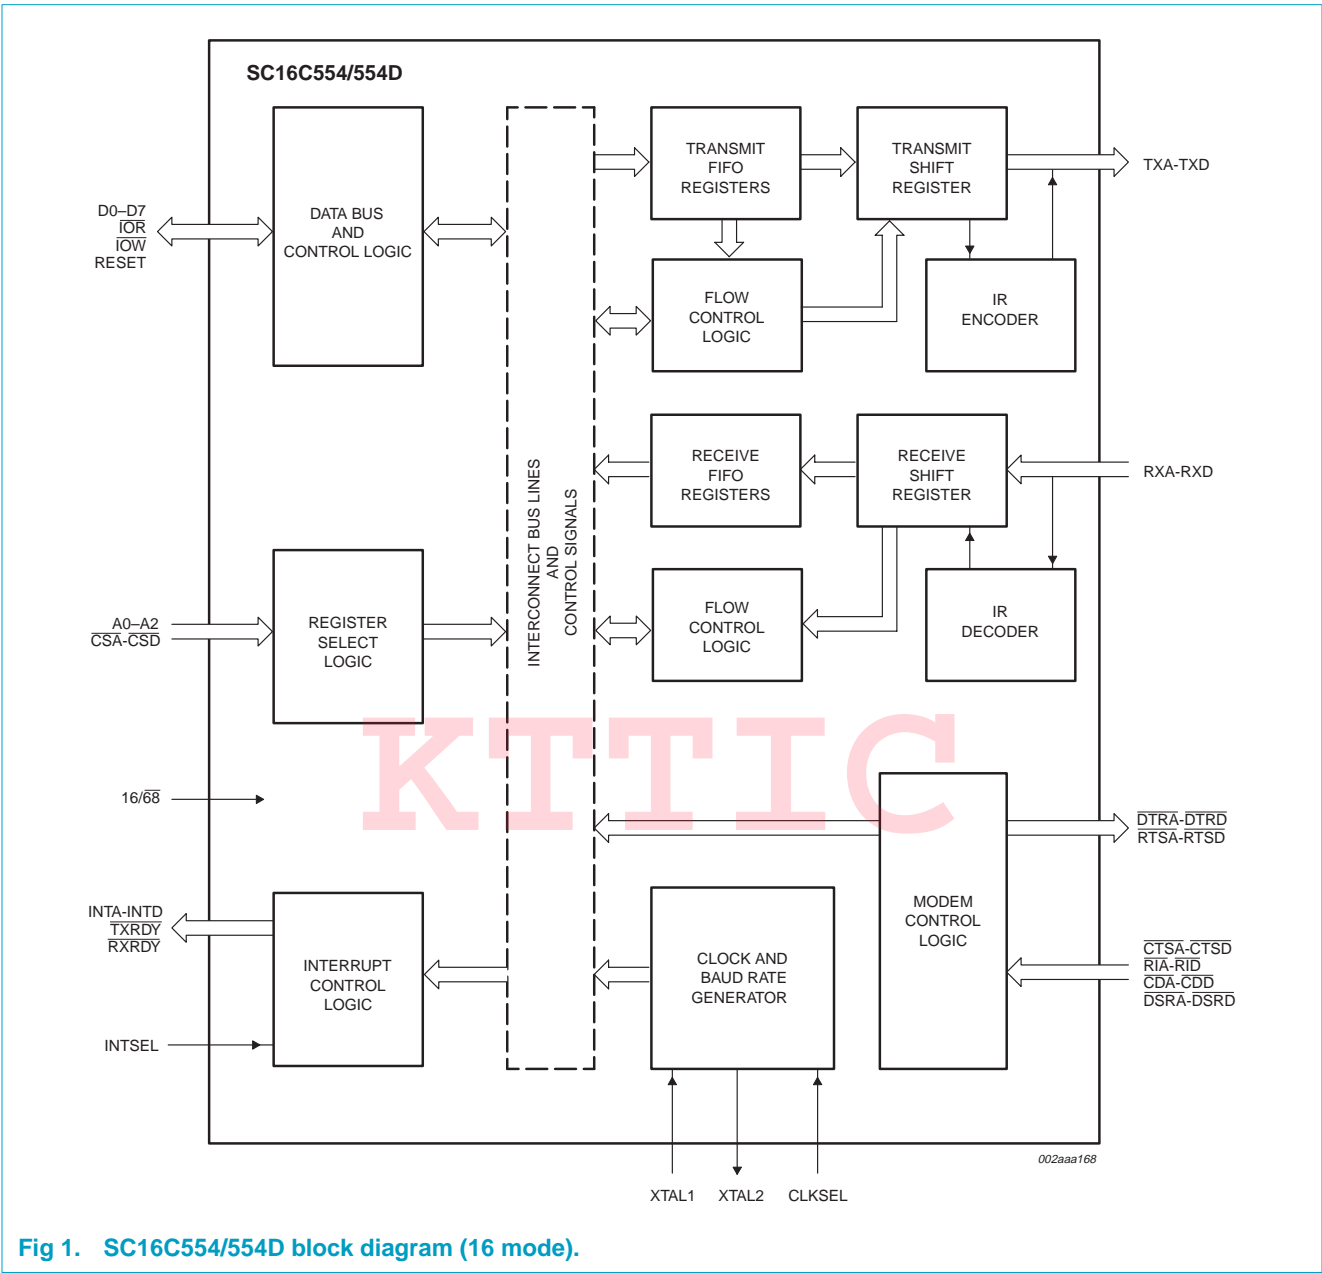 SC16C554/554D
D0–D7
IOR
IOW
RESET
DATA BUS
AND
CONTROL LOGIC
TRANSMIT
FIFO
REGISTERS
TRANSMIT
SHIFT
REGISTER
TXA-TXD
FLOW
CONTROL
LOGIC
IR
ENCODER
INTERCONNECT BUS LINES
AND
CONTROL SIGNALS
RECEIVE
FIFO
REGISTERS
RECEIVE
SHIFT
REGISTER
RXA-RXD
A0–A2
CSA-CSD
REGISTER
SELECT
LOGIC
FLOW
CONTROL
LOGIC
IR
DECODER
KTTIC
16/68
DTRA-DTRD
RTSA-RTSD
MODEM
CONTROL
LOGIC
INTA-INTD
TXRDY
RXRDY
INTERRUPT
CONTROL
LOGIC
CLOCK AND
BAUD RATE
GENERATOR
CTSA-CTSD
RIA-RID
CDA-CDD
DSRA-DSRD
INTSEL
XTAL1
XTAL2
CLKSEL
002aaa168
Fig 1. SC16C554/554D block diagram (16 mode).